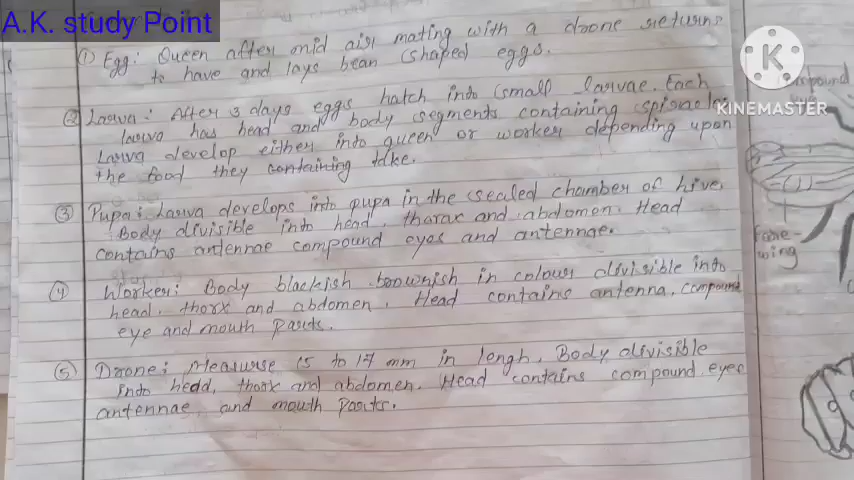 A.K. study Point
① Egg: Queen after mid air mating with a drone returns
to have and lays bean shaped eggs.
② Larva: After 3 days eggs hatch into small larvae. Each
larva has head and body segments containing spiracles
Larva develop either into queen or worker depending upon
the food they containing take.
③ Pupa: Larva develops into pupa in the sealed chamber of hive.
Body divisible into head, thorax and abdomen. Head
contains antennae compound eyes and antennae.
④ Worker: Body blackish brownish in colour divisible into
head, thorx and abdomen. Head contains antenna, compound
eye and mouth parts.
⑤ Drone: Measurse 15 to 17 mm in lengh. Body divisible
into head, thorx and abdomen. Head contains compound eyes
antennae and mouth parts.
KINEMASTER
compound
Fore-
wing